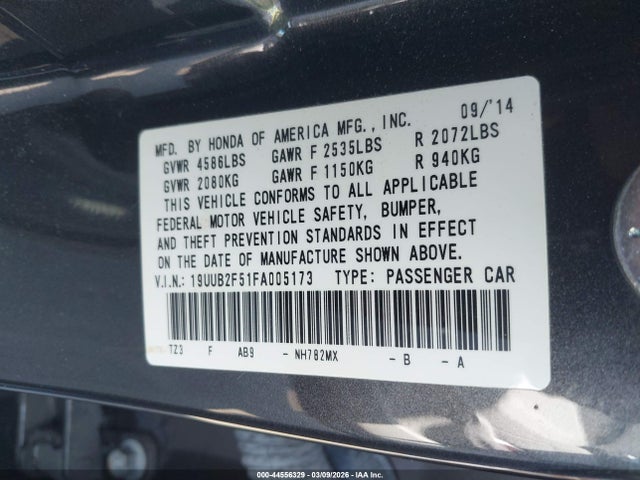 09/'14
MFD. BY HONDA OF AMERICA MFG., INC.
GVWR 4586LBS GAWR F 2535LBS R 2072LBS
GVWR 2080KG GAWR F 1150KG R 940KG
THIS VEHICLE CONFORMS TO ALL APPLICABLE
FEDERAL MOTOR VEHICLE SAFETY, BUMPER,
AND THEFT PREVENTION STANDARDS IN EFFECT
ON THE DATE OF MANUFACTURE SHOWN ABOVE.
V.I.N.: 19UUB2F51FA005173 TYPE: PASSENGER CAR
TZ3 F AB9 - NH782MX - B - A
000-44556329 - 03/09/2026 - IAA Inc.